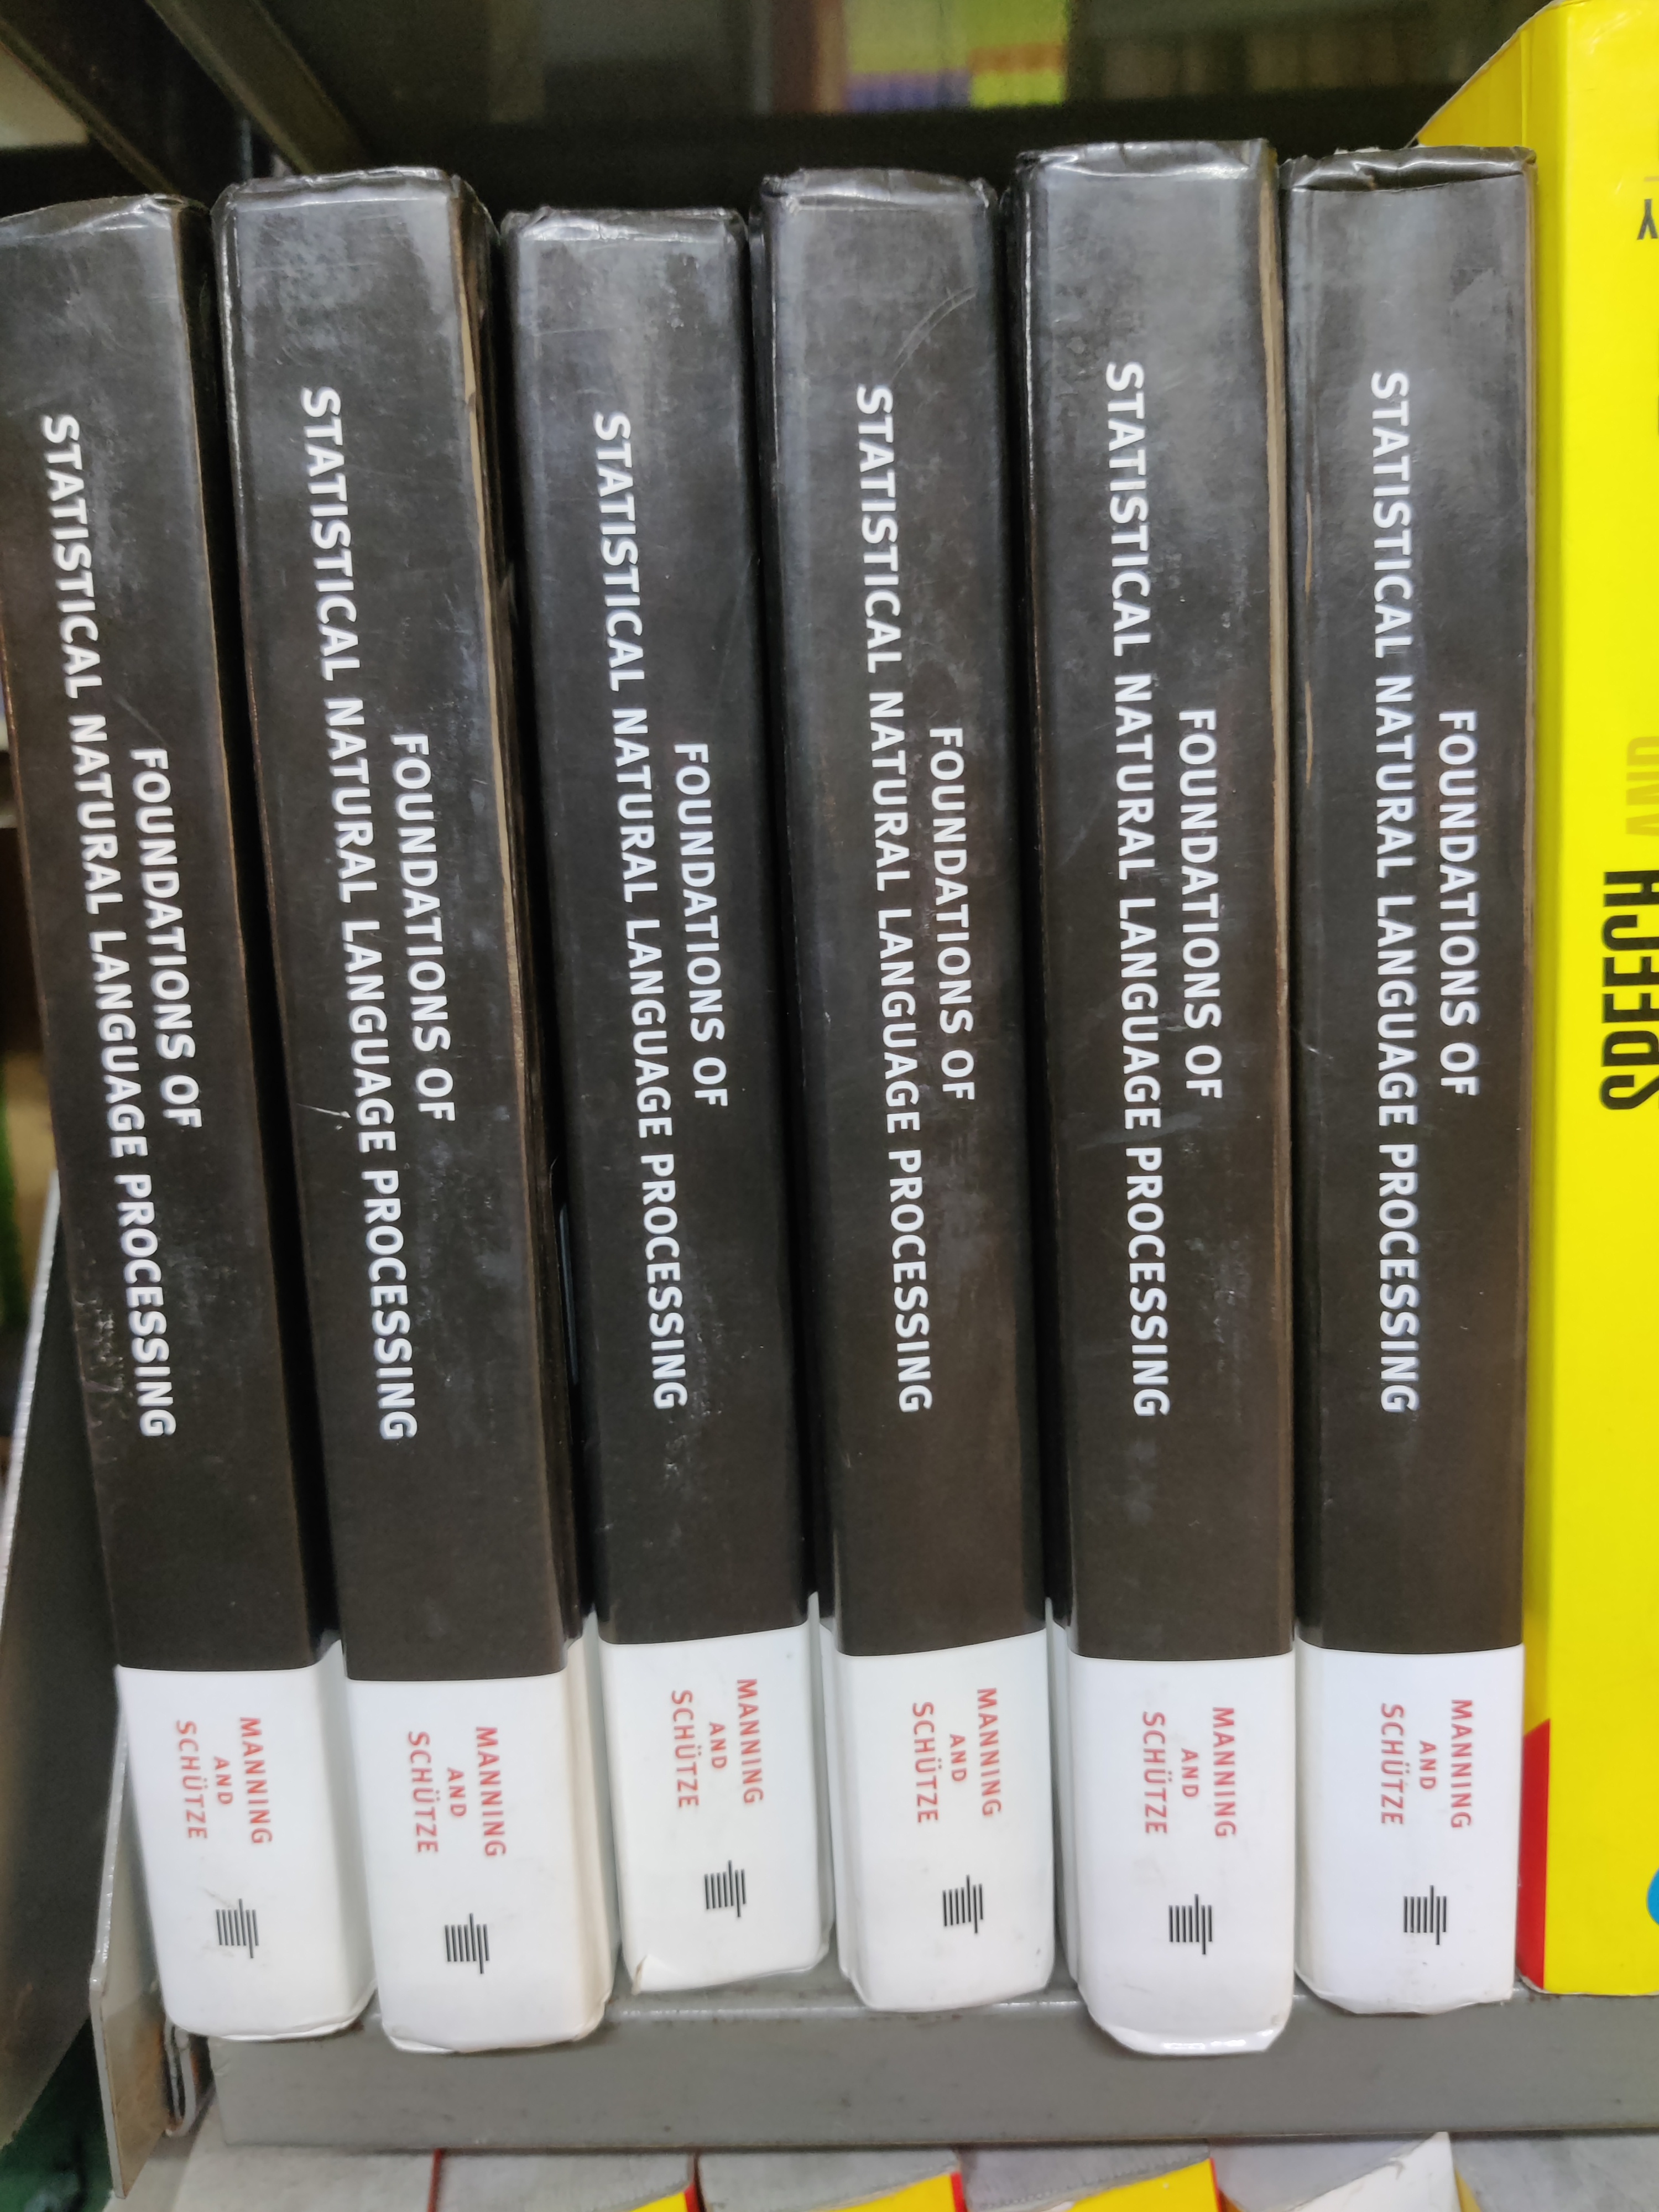 FOUNDATIONS OF
STATISTICAL NATURAL LANGUAGE PROCESSING
MANNING
AND
SCHÜTZE
FOUNDATIONS OF
STATISTICAL NATURAL LANGUAGE PROCESSING
MANNING
AND
SCHÜTZE
FOUNDATIONS OF
STATISTICAL NATURAL LANGUAGE PROCESSING
MANNING
AND
SCHÜTZE
FOUNDATIONS OF
STATISTICAL NATURAL LANGUAGE PROCESSING
MANNING
AND
SCHÜTZE
FOUNDATIONS OF
STATISTICAL NATURAL LANGUAGE PROCESSING
MANNING
AND
SCHÜTZE
FOUNDATIONS OF
STATISTICAL NATURAL LANGUAGE PROCESSING
MANNING
AND
SCHÜTZE
SPEECH
AND